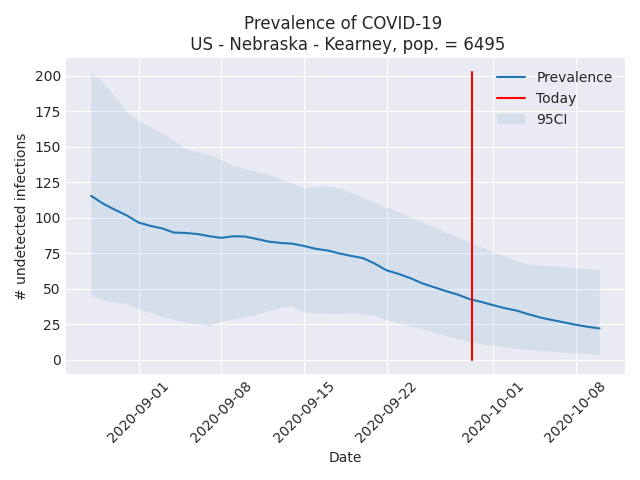 Prevalence of COVID-19
US - Nebraska - Kearney, pop. = 6495
# undetected infections
200
175
150
125
100
75
50
25
0
Prevalence
Today
95CI
2020-09-01
2020-09-08
2020-09-15
2020-09-22
2020-10-01
2020-10-08
Date